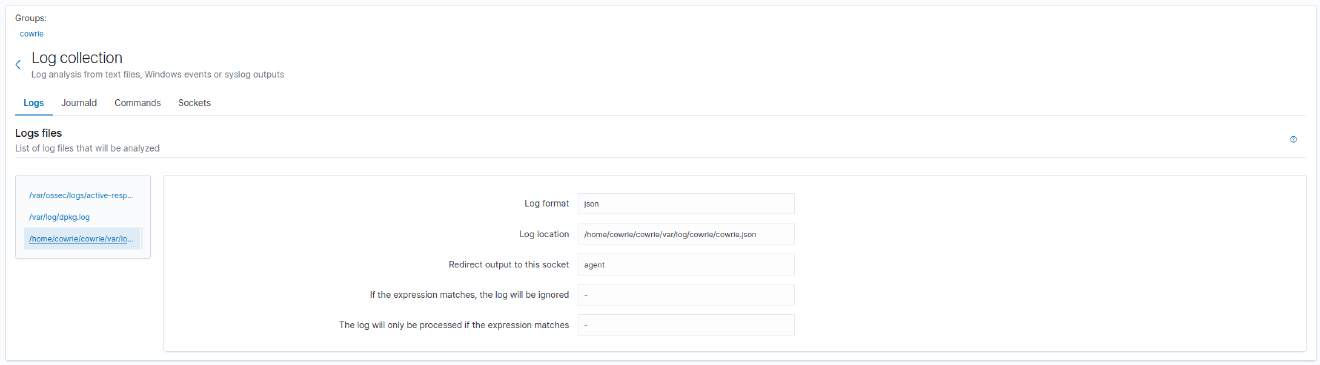 Groups:
cowrie
Log collection
Log analysis from text files, Windows events or syslog outputs
Logs Journald Commands Sockets
Logs files
List of log files that will be analyzed
/var/ossec/logs/active-resp...
/var/log/dpkg.log
/home/cowrie/cowrie/var/lo...
Log format json
Log location /home/cowrie/cowrie/var/log/cowrie/cowrie.json
Redirect output to this socket agent
If the expression matches, the log will be ignored -
The log will only be processed if the expression matches -